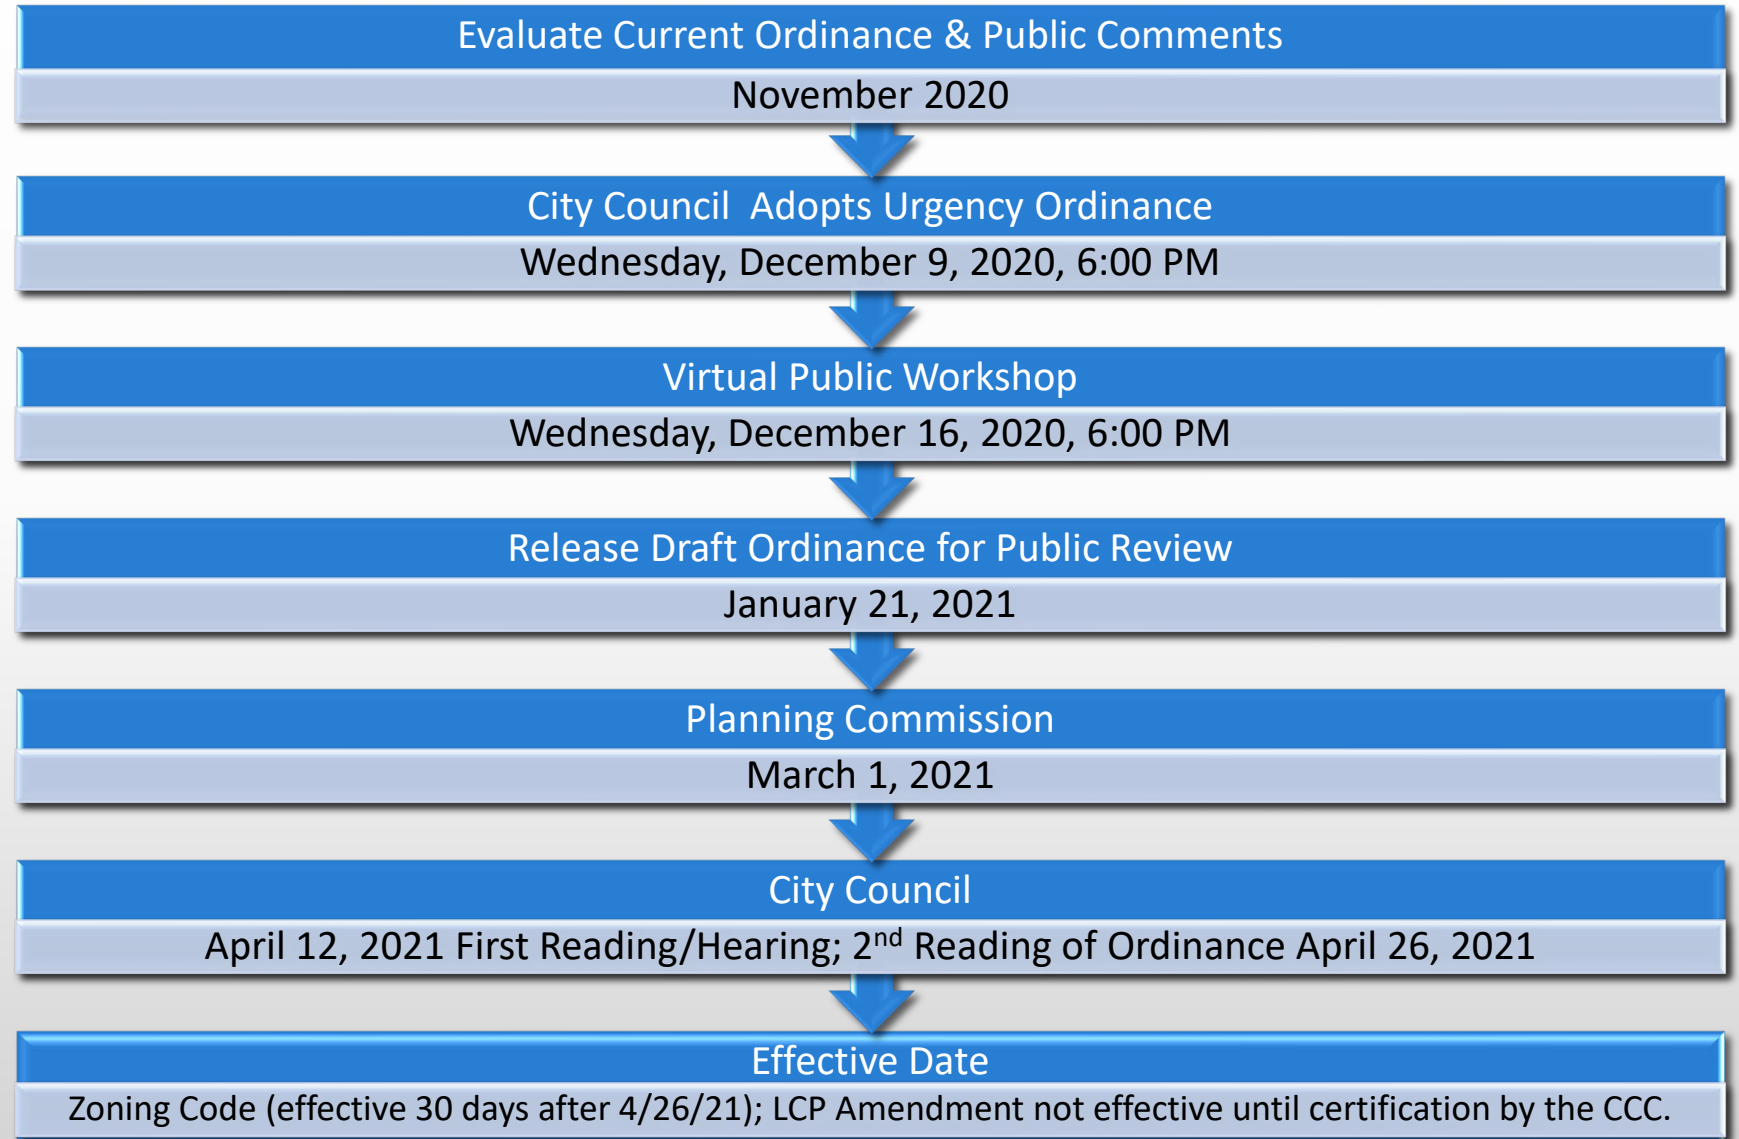 Evaluate Current Ordinance & Public Comments
November 2020
City Council  Adopts Urgency Ordinance
Wednesday, December 9, 2020, 6:00 PM
Virtual Public Workshop
Wednesday, December 16, 2020, 6:00 PM
Release Draft Ordinance for Public Review
January 21, 2021
Planning Commission
March 1, 2021
City Council
April 12, 2021 First Reading/Hearing; 2nd Reading of Ordinance April 26, 2021
Effective Date
Zoning Code (effective 30 days after 4/26/21); LCP Amendment not effective until certification by the CCC.